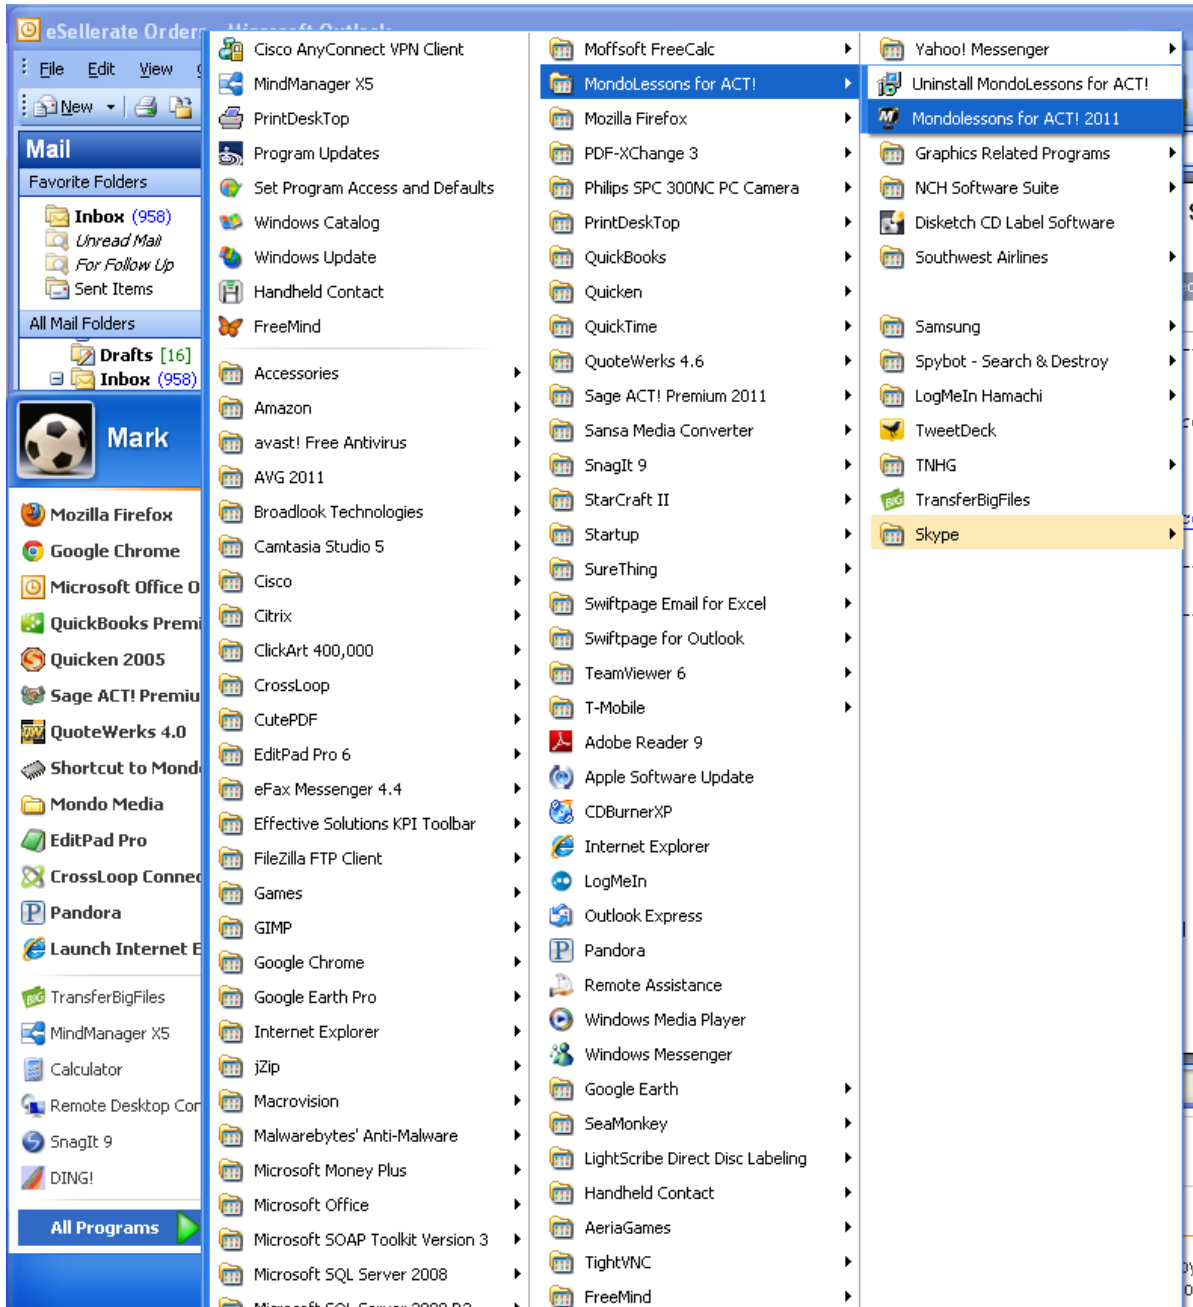 eSellerate Orders - Microsoft Outlook
File Edit View
New
Mail
Favorite Folders
Inbox (958)
Unread Mail
For Follow Up
Sent Items
All Mail Folders
Drafts [16]
Inbox (958)
Mark
Mozilla Firefox
Google Chrome
Microsoft Office O
QuickBooks Premi
Quicken 2005
Sage ACT! Premiu
QuoteWerks 4.0
Shortcut to Mond
Mondo Media
EditPad Pro
CrossLoop Connec
Pandora
Launch Internet E
TransferBigFiles
MindManager X5
Calculator
Remote Desktop Con
SnagIt 9
DING!
All Programs
Cisco AnyConnect VPN Client
MindManager X5
PrintDeskTop
Program Updates
Set Program Access and Defaults
Windows Catalog
Windows Update
Handheld Contact
FreeMind
Accessories
Amazon
avast! Free Antivirus
AVG 2011
Broadlook Technologies
Camtasia Studio 5
Cisco
Citrix
ClickArt 400,000
CrossLoop
CutePDF
EditPad Pro 6
eFax Messenger 4.4
Effective Solutions KPI Toolbar
FileZilla FTP Client
Games
GIMP
Google Chrome
Google Earth Pro
Internet Explorer
jZip
Macrovision
Malwarebytes' Anti-Malware
Microsoft Money Plus
Microsoft Office
Microsoft SOAP Toolkit Version 3
Microsoft SQL Server 2008
Microsoft SQL Server 2008 R2
Moffsoft FreeCalc
MondoLessons for ACT!
Mozilla Firefox
PDF-XChange 3
Philips SPC 300NC PC Camera
PrintDeskTop
QuickBooks
Quicken
QuickTime
QuoteWerks 4.6
Sage ACT! Premium 2011
Sansa Media Converter
SnagIt 9
StarCraft II
Startup
SureThing
Swiftpage Email for Excel
Swiftpage for Outlook
TeamViewer 6
T-Mobile
Adobe Reader 9
Apple Software Update
CDBurnerXP
Internet Explorer
LogMeIn
Outlook Express
Pandora
Remote Assistance
Windows Media Player
Windows Messenger
Google Earth
SeaMonkey
LightScribe Direct Disc Labeling
Handheld Contact
AeriaGames
TightVNC
FreeMind
Yahoo! Messenger
Uninstall MondoLessons for ACT!
Mondolessons for ACT! 2011
Graphics Related Programs
NCH Software Suite
Disketch CD Label Software
Southwest Airlines
Samsung
Spybot - Search & Destroy
LogMeIn Hamachi
TweetDeck
TNHG
TransferBigFiles
Skype